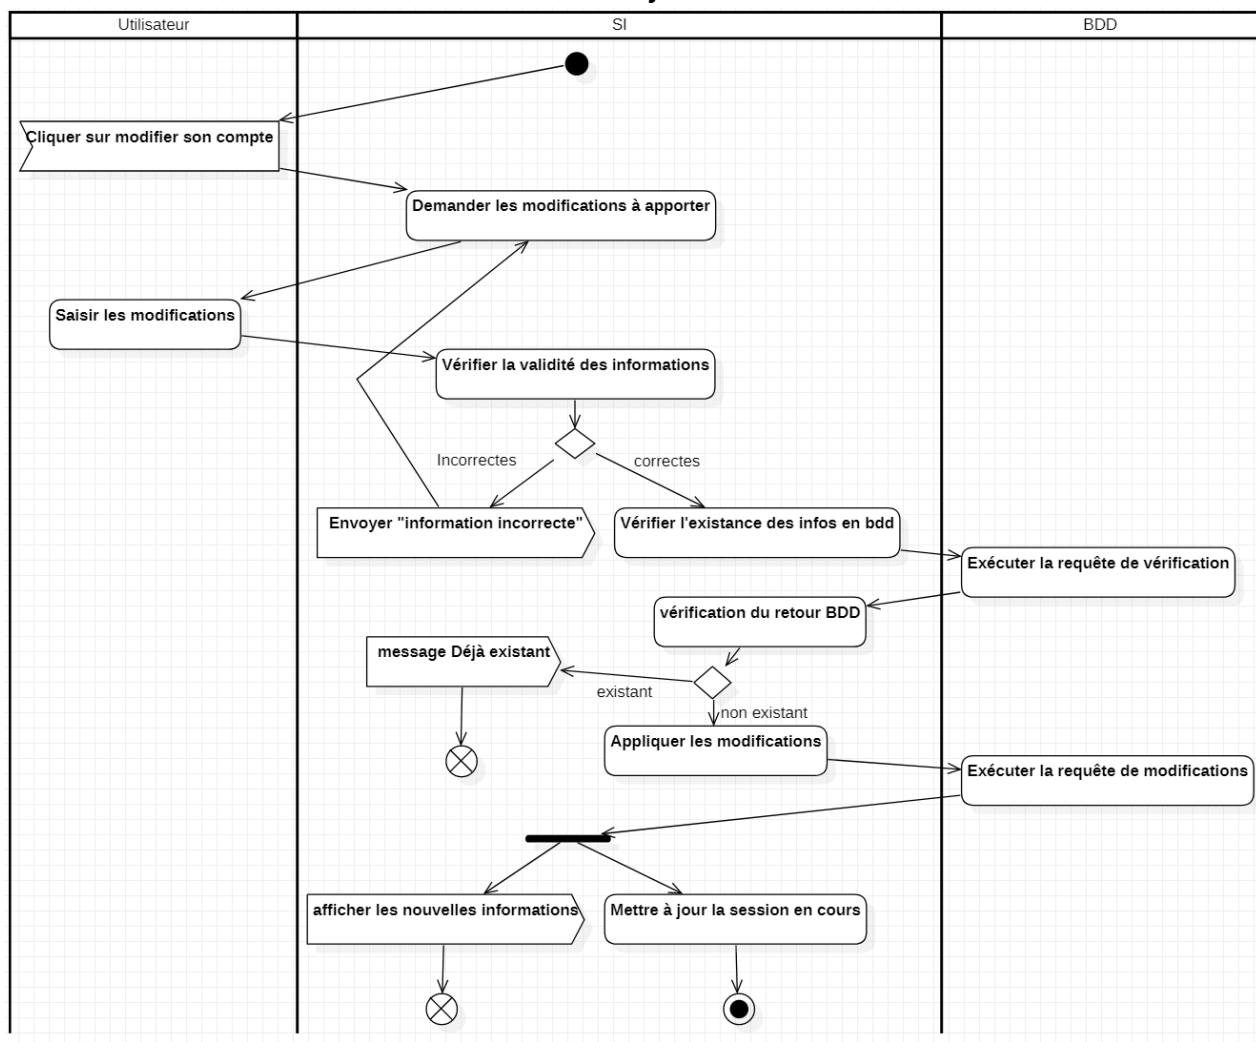 Utilisateur
SI
BDD
Cliquer sur modifier son compte
Demander les modifications à apporter
Saisir les modifications
Vérifier la validité des informations
Incorrectes
correctes
Envoyer "information incorrecte"
Vérifier l'existance des infos en bdd
Exécuter la requête de vérification
vérification du retour BDD
message Déjà existant
existant
non existant
Appliquer les modifications
Exécuter la requête de modifications
afficher les nouvelles informations
Mettre à jour la session en cours